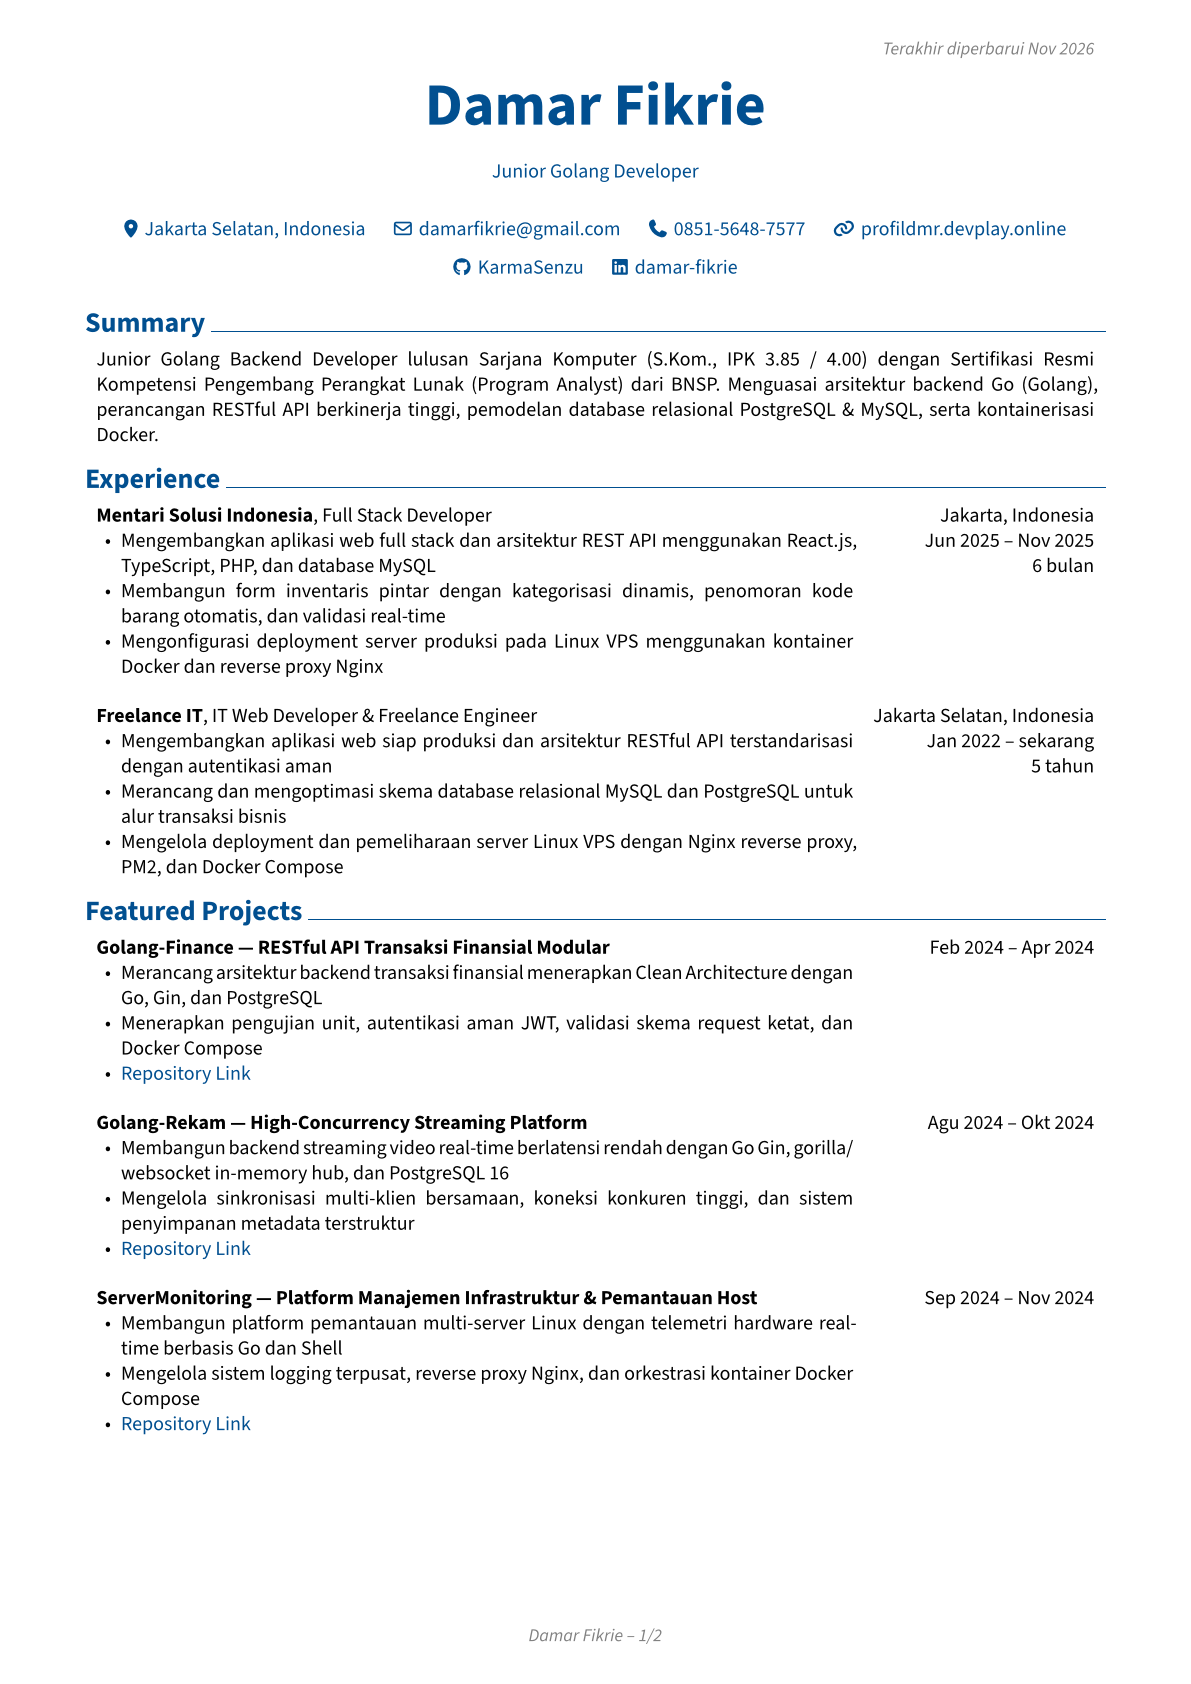 Terakhir diperbarui Nov 2026
Damar Fikrie
Junior Golang Developer
Jakarta Selatan, Indonesia damarfikrie@gmail.com 0851-5648-7577 profildmr.devplay.online
KarmaSenzu damar-fikrie
Summary
Junior Golang Backend Developer lulusan Sarjana Komputer (S.Kom., IPK 3.85 / 4.00) dengan Sertifikasi Resmi
Kompetensi Pengembang Perangkat Lunak (Program Analyst) dari BNSP. Menguasai arsitektur backend Go (Golang),
perancangan RESTful API berkinerja tinggi, pemodelan database relasional PostgreSQL & MySQL, serta kontainerisasi
Docker.
Experience
Mentari Solusi Indonesia, Full Stack Developer Jakarta, Indonesia
• Mengembangkan aplikasi web full stack dan arsitektur REST API menggunakan React.js, Jun 2025 – Nov 2025
TypeScript, PHP, dan database MySQL 6 bulan
• Membangun form inventaris pintar dengan kategorisasi dinamis, penomoran kode
barang otomatis, dan validasi real-time
• Mengonfigurasi deployment server produksi pada Linux VPS menggunakan kontainer
Docker dan reverse proxy Nginx
Freelance IT, IT Web Developer & Freelance Engineer Jakarta Selatan, Indonesia
• Mengembangkan aplikasi web siap produksi dan arsitektur RESTful API terstandarisasi Jan 2022 – sekarang
dengan autentikasi aman 5 tahun
• Merancang dan mengoptimasi skema database relasional MySQL dan PostgreSQL untuk
alur transaksi bisnis
• Mengelola deployment dan pemeliharaan server Linux VPS dengan Nginx reverse proxy,
PM2, dan Docker Compose
Featured Projects
Golang-Finance — RESTful API Transaksi Finansial Modular Feb 2024 – Apr 2024
• Merancang arsitektur backend transaksi finansial menerapkan Clean Architecture dengan
Go, Gin, dan PostgreSQL
• Menerapkan pengujian unit, autentikasi aman JWT, validasi skema request ketat, dan
Docker Compose
• Repository Link
Golang-Rekam — High-Concurrency Streaming Platform Agu 2024 – Okt 2024
• Membangun backend streaming video real-time berlatensi rendah dengan Go Gin, gorilla/
websocket in-memory hub, dan PostgreSQL 16
• Mengelola sinkronisasi multi-klien bersamaan, koneksi konkuren tinggi, dan sistem
penyimpanan metadata terstruktur
• Repository Link
ServerMonitoring — Platform Manajemen Infrastruktur & Pemantauan Host Sep 2024 – Nov 2024
• Membangun platform pemantauan multi-server Linux dengan telemetri hardware real-
time berbasis Go dan Shell
• Mengelola sistem logging terpusat, reverse proxy Nginx, dan orkestrasi kontainer Docker
Compose
• Repository Link
Damar Fikrie – 1/2